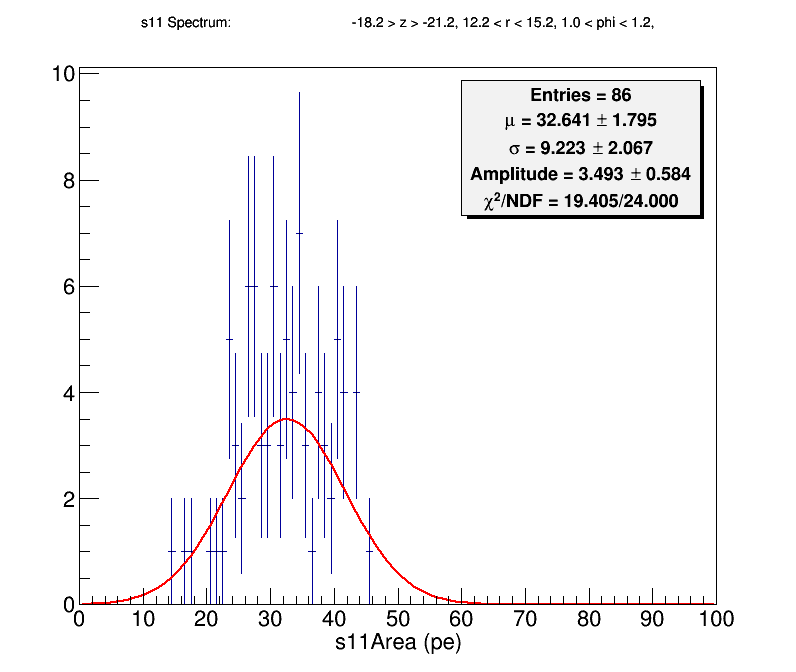 s11 Spectrum: -18.2 > z > -21.2, 12.2 < r < 15.2, 1.0 < phi < 1.2,
Entries = 86
μ = 32.641 ± 1.795
σ = 9.223 ± 2.067
Amplitude = 3.493 ± 0.584
χ²/NDF = 19.405/24.000
10
8
6
4
2
0
0 10 20 30 40 50 60 70 80 90 100
s11Area (pe)